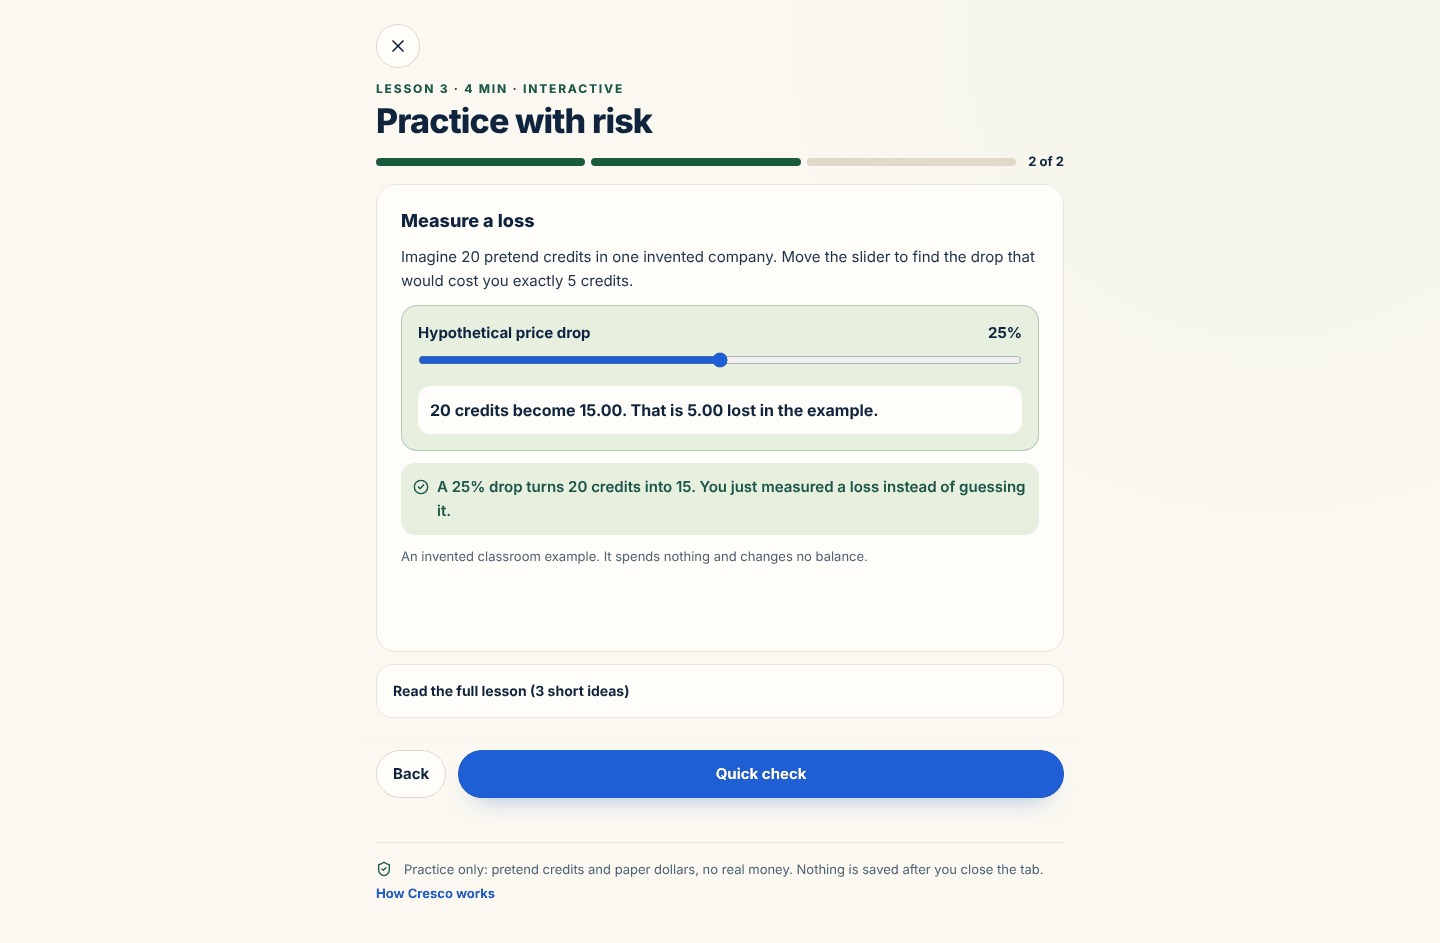 LESSON 3 · 4 MIN · INTERACTIVE
Practice with risk
2 of 2
Measure a loss
Imagine 20 pretend credits in one invented company. Move the slider to find the drop that
would cost you exactly 5 credits.
Hypothetical price drop 25%
20 credits become 15.00. That is 5.00 lost in the example.
A 25% drop turns 20 credits into 15. You just measured a loss instead of guessing
it.
An invented classroom example. It spends nothing and changes no balance.
Read the full lesson (3 short ideas)
Back
Quick check
Practice only: pretend credits and paper dollars, no real money. Nothing is saved after you close the tab.
How Cresco works